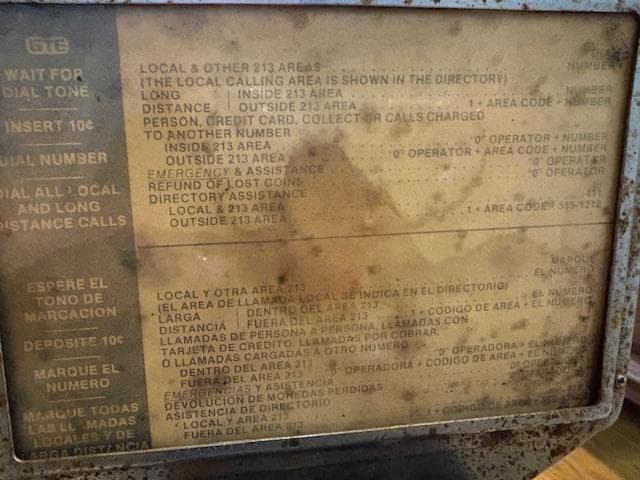 GTE
WAIT FOR
DIAL TONE
INSERT 10¢
DIAL NUMBER
DIAL ALL LOCAL
AND LONG
DISTANCE CALLS
LOCAL & OTHER 213 AREAS
NUMBER
(THE LOCAL CALLING AREA IS SHOWN IN THE DIRECTORY)
LONG | INSIDE 213 AREA NUMBER
DISTANCE | OUTSIDE 213 AREA 1 + AREA CODE + NUMBER
PERSON, CREDIT CARD, COLLECT OR CALLS CHARGED
TO ANOTHER NUMBER
INSIDE 213 AREA "0" OPERATOR + NUMBER
OUTSIDE 213 AREA "0" OPERATOR + AREA CODE + NUMBER
EMERGENCY & ASSISTANCE "0" OPERATOR
REFUND OF LOST COINS "0" OPERATOR
DIRECTORY ASSISTANCE
LOCAL & 213 AREA 411
OUTSIDE 213 AREA 1 + AREA CODE + 555-1212
ESPERE EL
TONO DE
MARCACION
DEPOSITE 10¢
MARQUE EL
NUMERO
MARQUE TODAS
LAS LLAMADAS
LOCALES Y DE
LARGA DISTANCIA
MARQUE
LOCAL Y OTRA AREA 213 EL NUMERO
(EL AREA DE LLAMADA LOCAL SE INDICA EN EL DIRECTORIO)
LARGA | DENTRO DEL AREA 213 EL NUMERO
DISTANCIA | FUERA DEL AREA 213 1 + CODIGO DE AREA + EL NUMERO
LLAMADAS DE PERSONA A PERSONA, LLAMADAS CON
TARJETA DE CREDITO, LLAMADAS POR COBRAR,
O LLAMADAS CARGADAS A OTRO NUMERO
DENTRO DEL AREA 213 "0" OPERADORA + EL NUMERO
FUERA DEL AREA 213 "0" OPERADORA + CODIGO DE AREA + EL NUMERO
EMERGENCIAS Y ASISTENCIA "0" OPERADORA
DEVOLUCION DE MONEDAS PERDIDAS "0" OPERADORA
ASISTENCIA DE DIRECTORIO
LOCAL Y AREA 213
FUERA DEL AREA 213 1 + CODIGO DE AREA